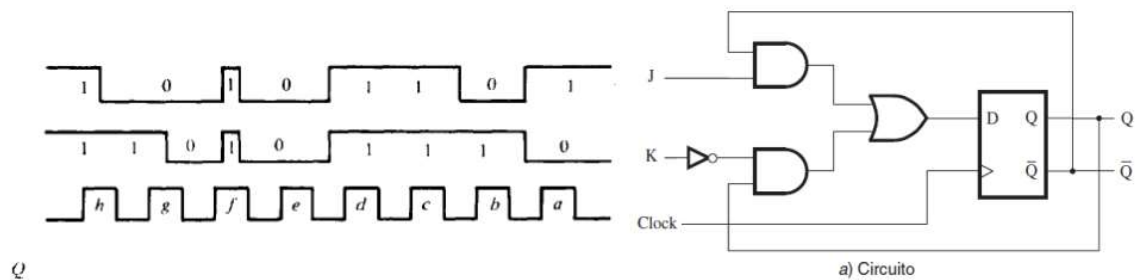 1 0 1 0 1 1 0 1
1 1 0 1 0 1 1 1 0
h g f e d c b a
Q
J
D Q Q
K
Q̅ Q̅
Clock
a) Circuito